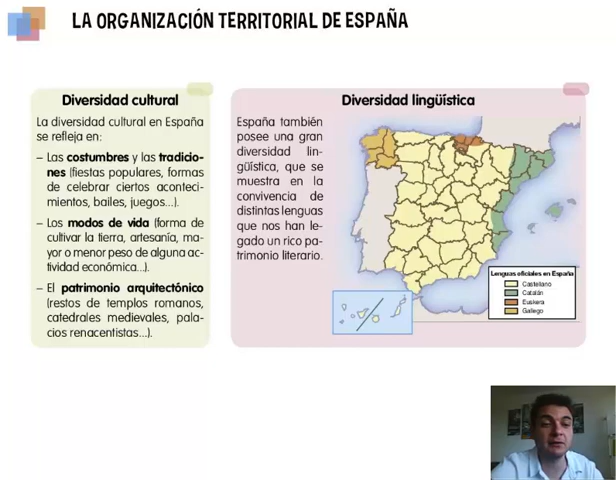 LA ORGANIZACIÓN TERRITORIAL DE ESPAÑA
Diversidad cultural
La diversidad cultural en España
se refleja en:
– Las costumbres y las tradicio-
nes (fiestas populares, formas
de celebrar ciertos aconteci-
mientos, bailes, juegos...).
– Los modos de vida (forma de
cultivar la tierra, artesanía, ma-
yor o menor peso de alguna ac-
tividad económica...).
– El patrimonio arquitectónico
(restos de templos romanos,
catedrales medievales, pala-
cios renacentistas...).
Diversidad lingüística
España también
posee una gran
diversidad lin-
güística, que se
muestra en la
convivencia de
distintas lenguas
que nos han le-
gado un rico pa-
trimonio literario.
Lenguas oficiales en España
Castellano
Catalán
Euskera
Gallego